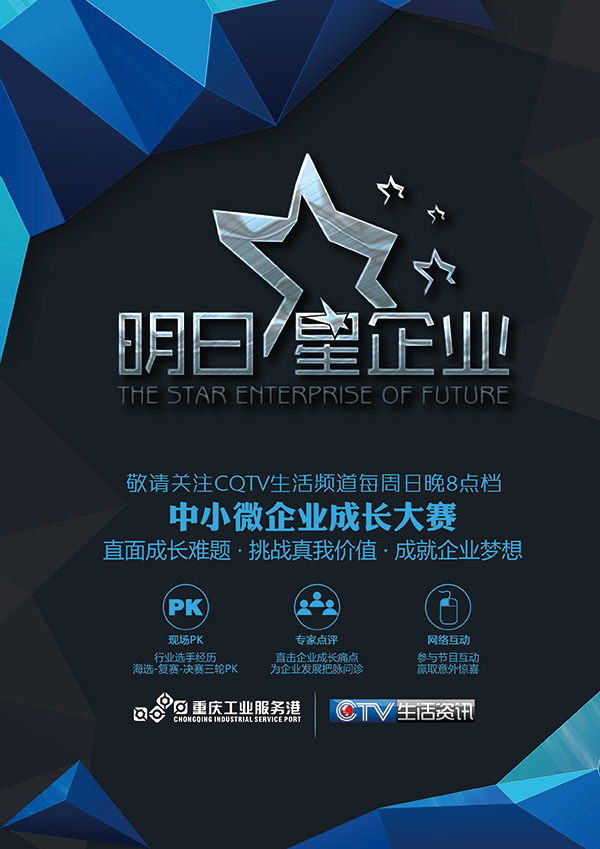 明日星企业
THE STAR ENTERPRISE OF FUTURE
敬请关注CQTV生活频道每周日晚8点档
中小微企业成长大赛
直面成长难题·挑战真我价值·成就企业梦想
PK
现场PK
行业选手经历
海选-复赛-决赛三轮PK
专家点评
直击企业成长痛点
为企业发展把脉问诊
网络互动
参与节目互动
赢取意外惊喜
重庆工业服务港
CHONGQING INDUSTRIAL SERVICE PORT
CTV生活资讯